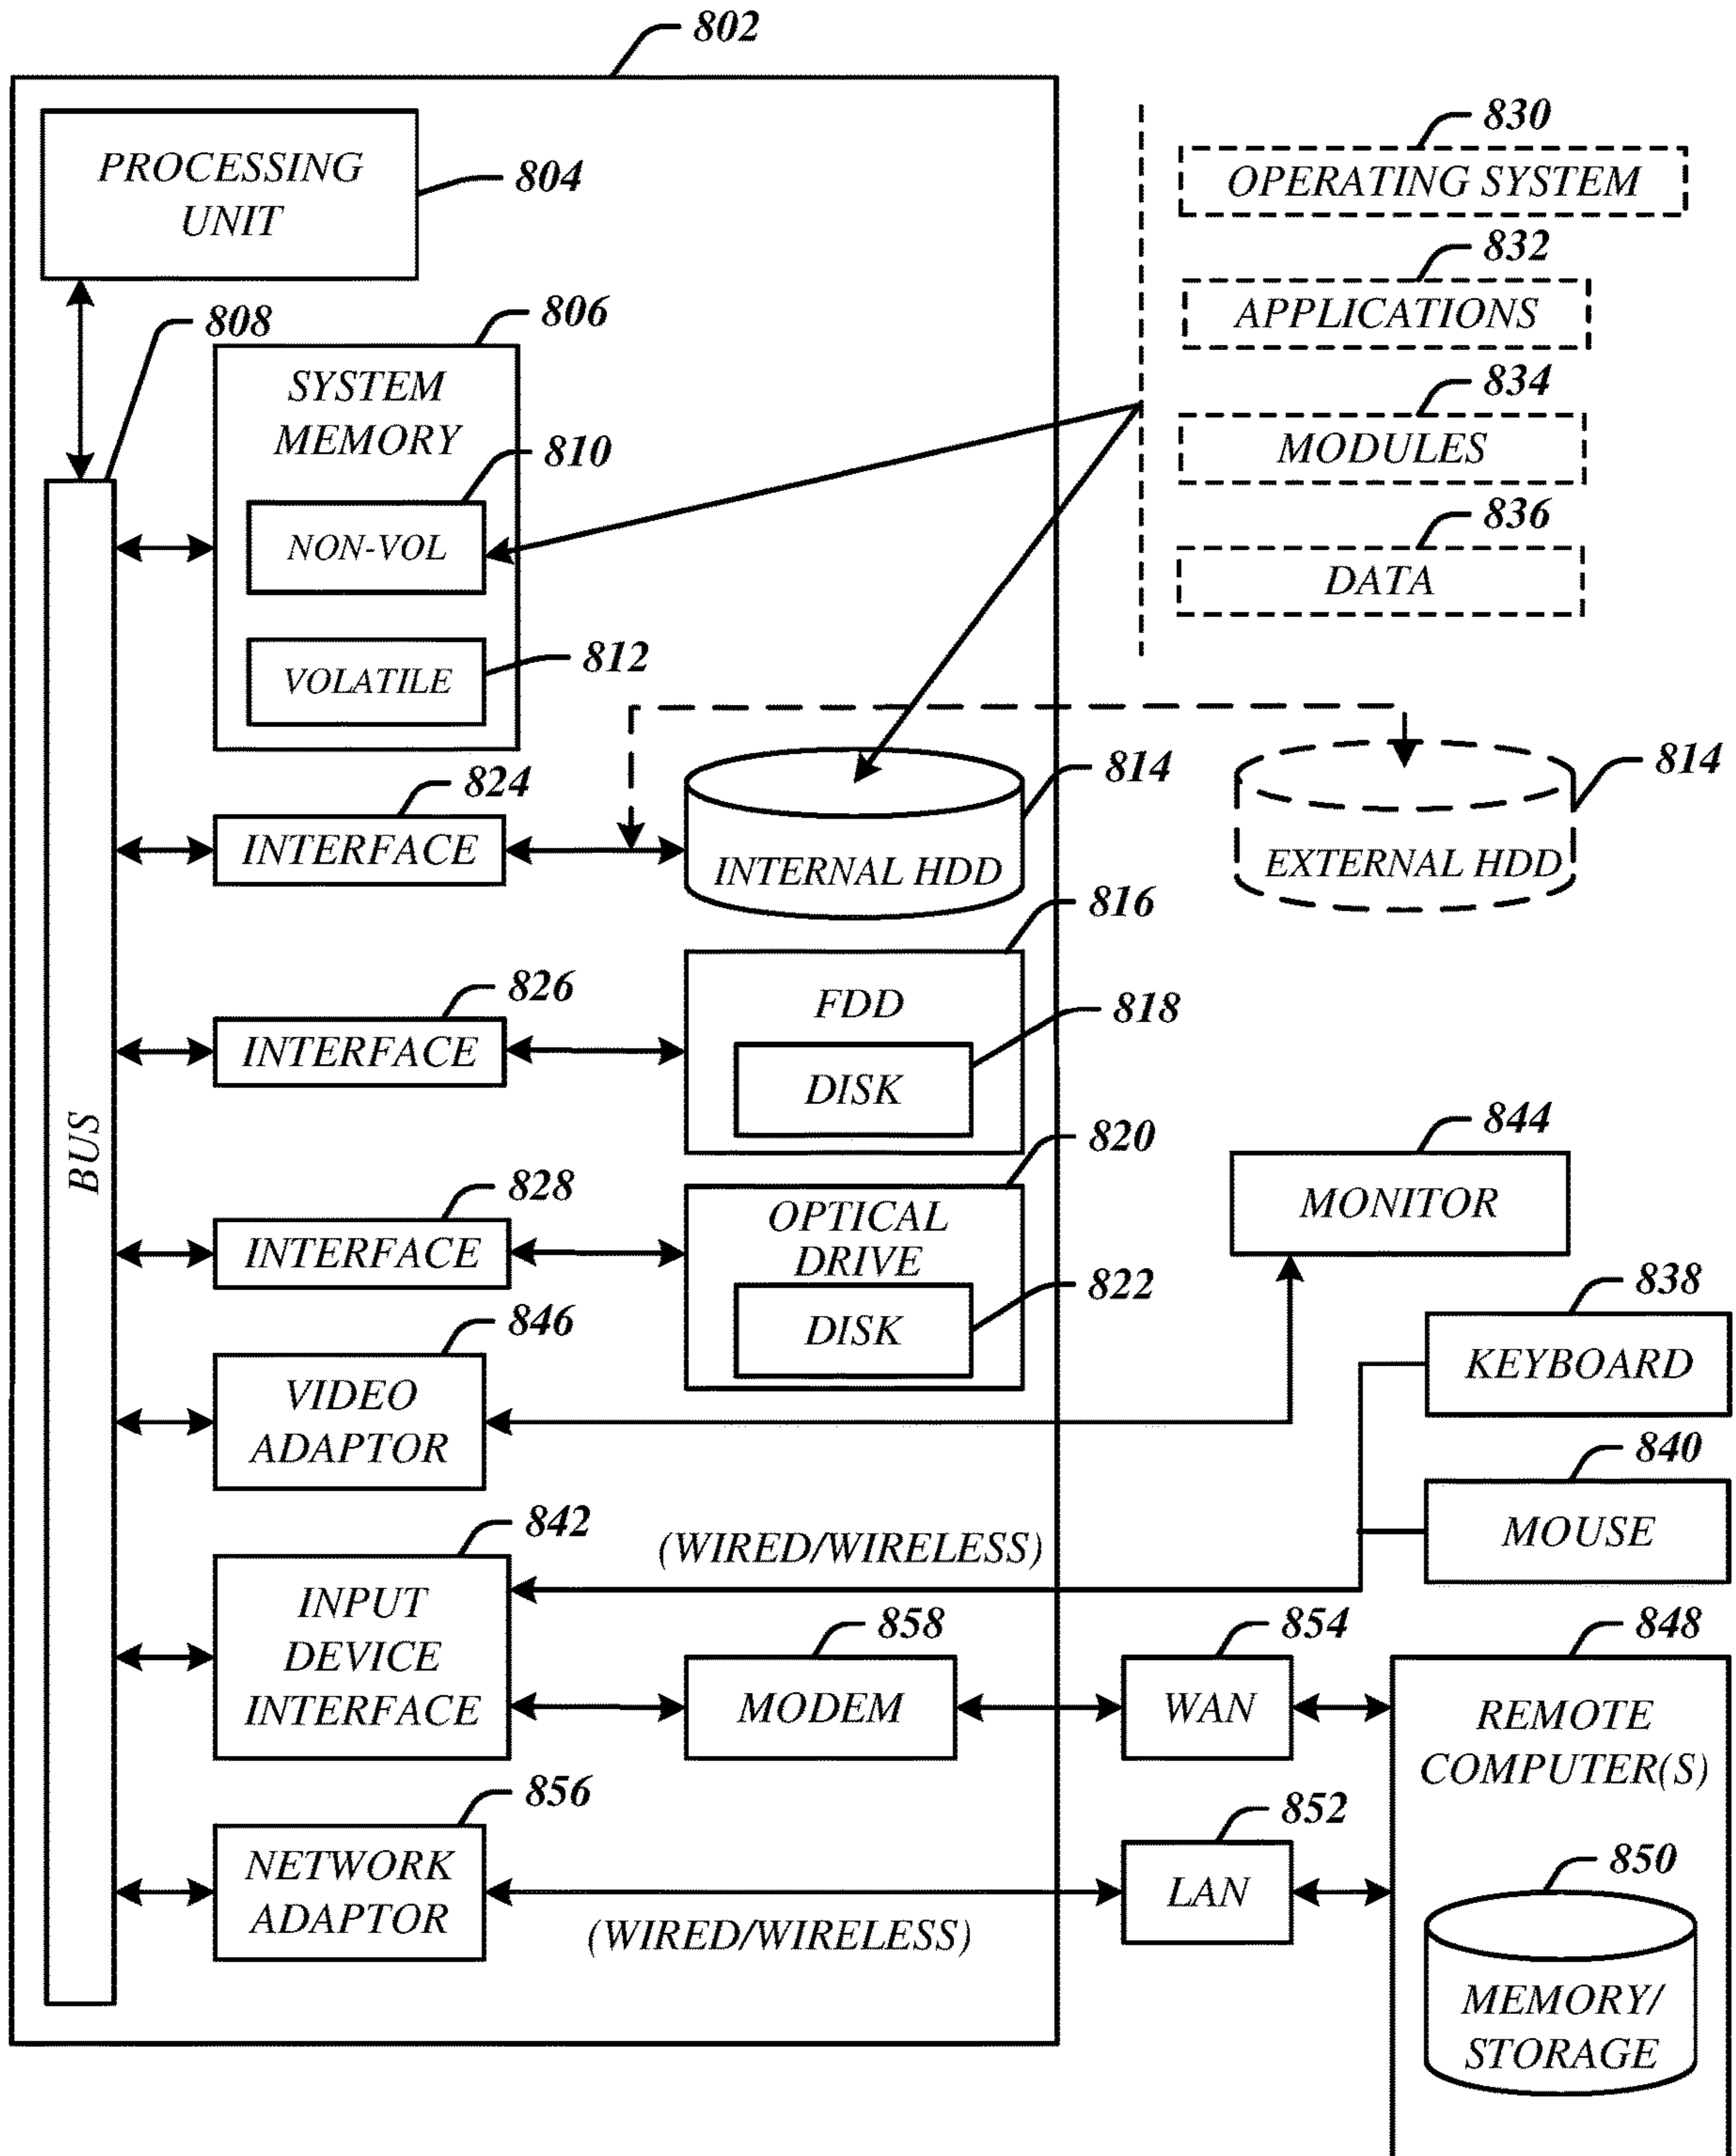 802
PROCESSING
UNIT
804
830
OPERATING SYSTEM
832
APPLICATIONS
834
MODULES
836
DATA
808
806
SYSTEM
MEMORY
810
NON-VOL
812
VOLATILE
824
INTERFACE
814
INTERNAL HDD
814
EXTERNAL HDD
816
FDD
818
DISK
826
INTERFACE
BUS
820
OPTICAL
DRIVE
822
DISK
828
INTERFACE
844
MONITOR
838
KEYBOARD
846
VIDEO
ADAPTOR
840
MOUSE
842
INPUT
DEVICE
INTERFACE
(WIRED/WIRELESS)
858
MODEM
854
WAN
848
REMOTE
COMPUTER(S)
856
NETWORK
ADAPTOR
(WIRED/WIRELESS)
852
LAN
850
MEMORY/
STORAGE